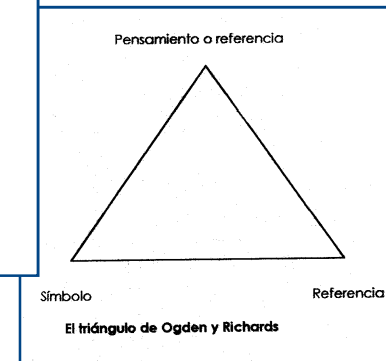 Pensamiento o referencia
Símbolo
Referencia
El triángulo de Ogden y Richards